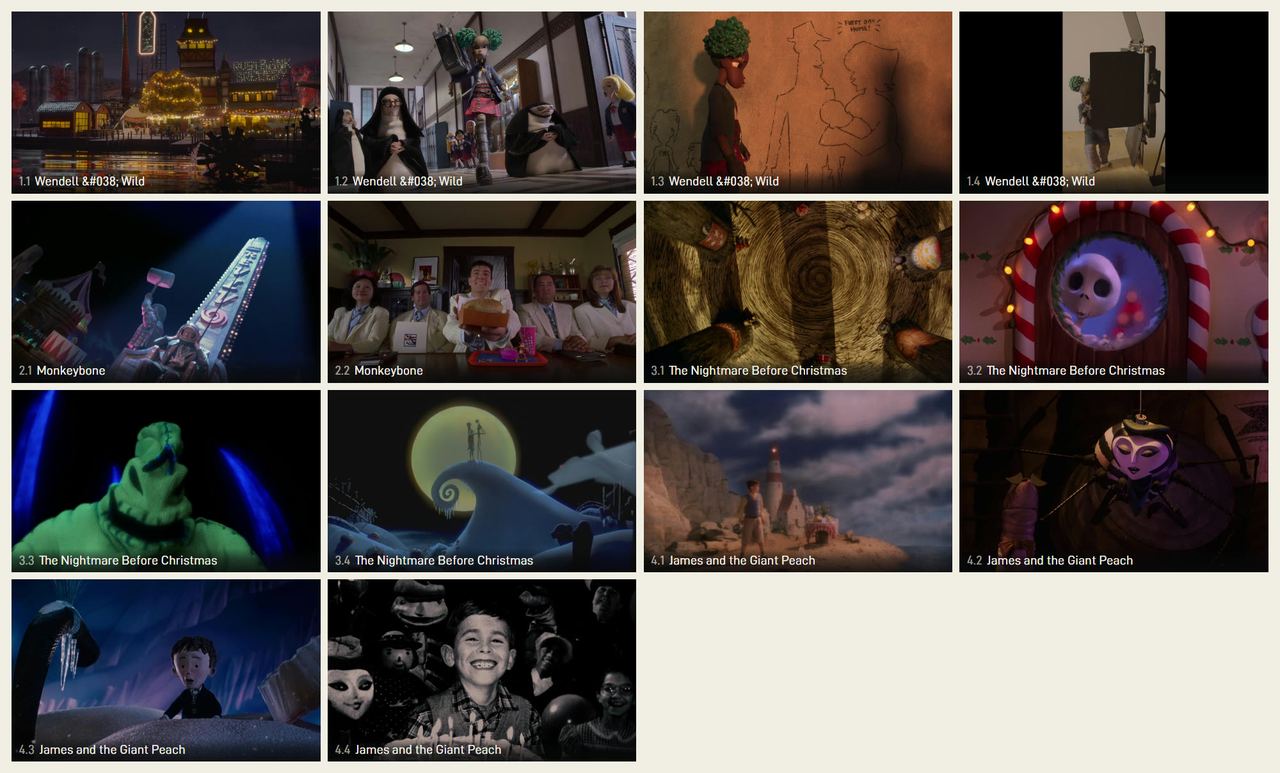 RUST BANK
1.1 Wendell &#038; Wild
1.2 Wendell &#038; Wild
1.3 Wendell &#038; Wild
1.4 Wendell &#038; Wild
2.1 Monkeybone
2.2 Monkeybone
3.1 The Nightmare Before Christmas
3.2 The Nightmare Before Christmas
3.3 The Nightmare Before Christmas
3.4 The Nightmare Before Christmas
4.1 James and the Giant Peach
4.2 James and the Giant Peach
4.3 James and the Giant Peach
4.4 James and the Giant Peach